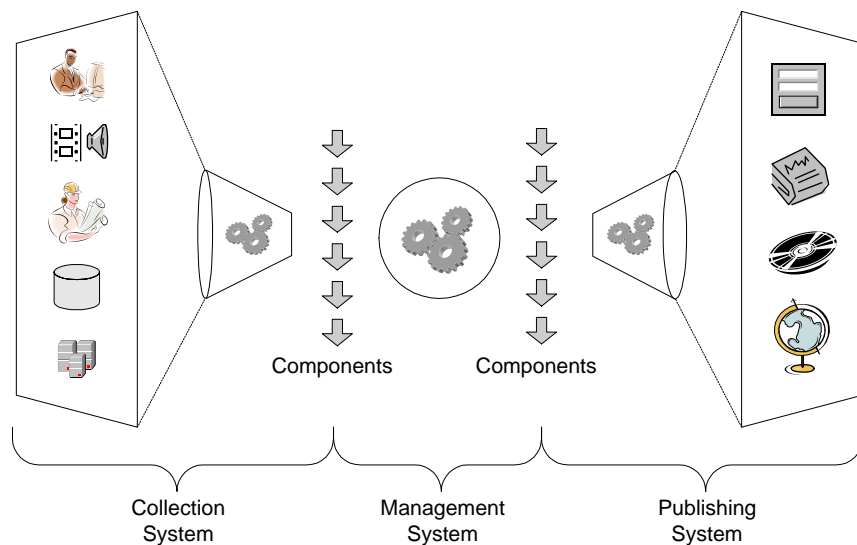 Components
Components
Collection
System
Management
System
Publishing
System